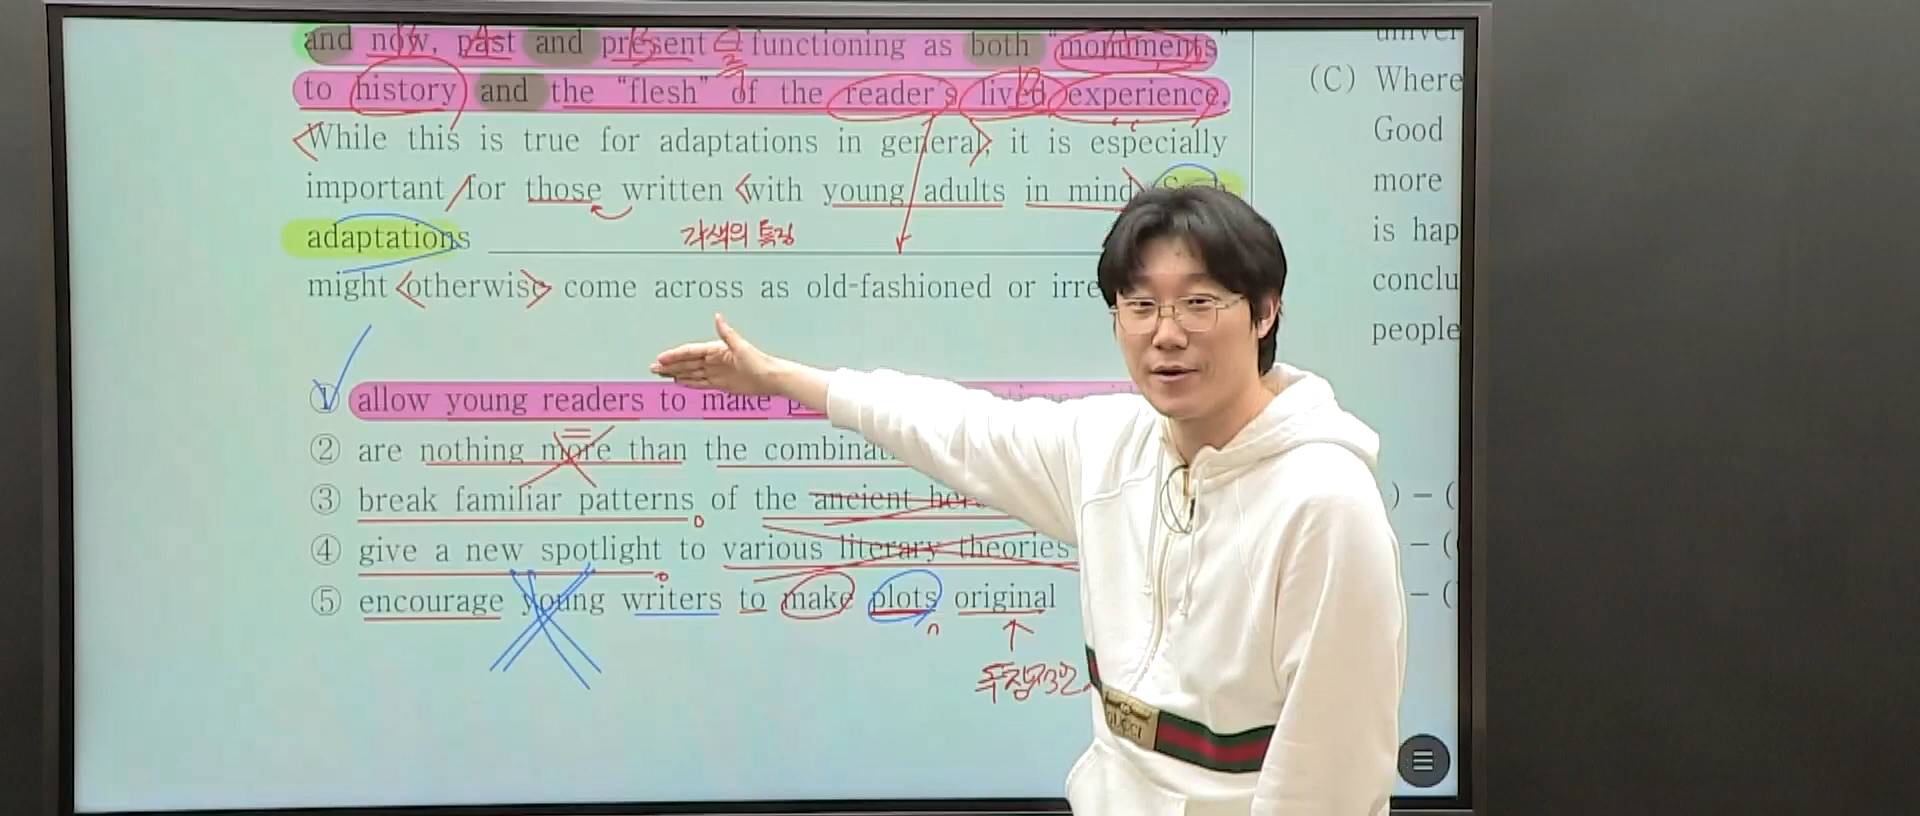 and now, past and present functioning as both "monuments"
to history and the "flesh" of the reader's lived experience.
While this is true for adaptations in general, it is especially
important for those written with young adults in mind. Such
adaptations
각색의 특징
might otherwise come across as old-fashioned or irre
① allow young readers to make
② are nothing more than the combinat
③ break familiar patterns of the ancient her
④ give a new spotlight to various literary theories
⑤ encourage young writers to make plots original
(C) Where
Good
more
is hap
conclu
people
) – (
– (
– (
GUCCI